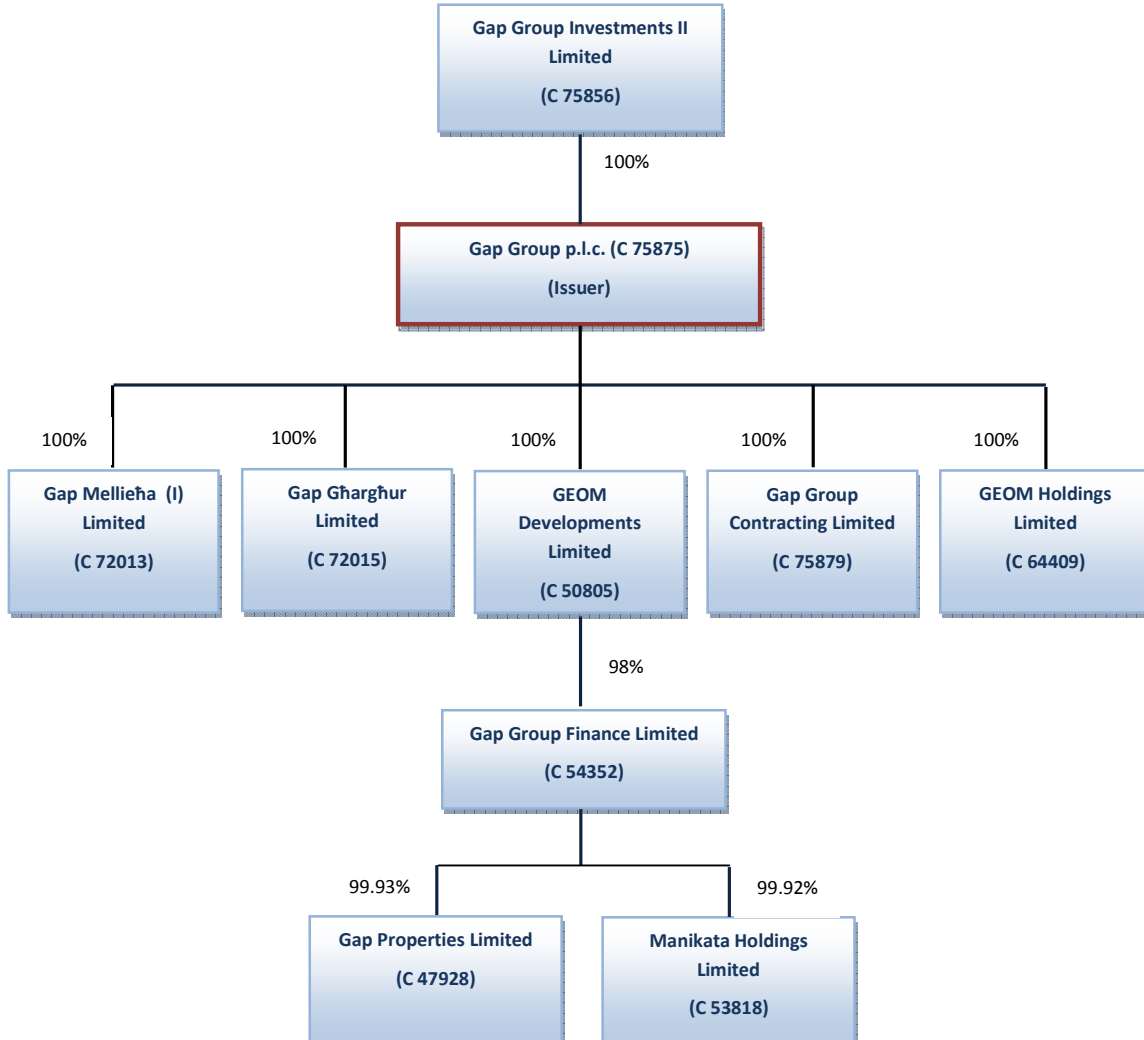 Gap Group Investments II
Limited
(C 75856)
100%
Gap Group p.l.c. (C 75875)
(Issuer)
100%
100%
100%
100%
100%
Gap Mellieħa (I)
Limited
(C 72013)
Gap Għargħur
Limited
(C 72015)
GEOM
Developments
Limited
(C 50805)
Gap Group
Contracting Limited
(C 75879)
GEOM Holdings
Limited
(C 64409)
98%
Gap Group Finance Limited
(C 54352)
99.93%
99.92%
Gap Properties Limited
(C 47928)
Manikata Holdings
Limited
(C 53818)